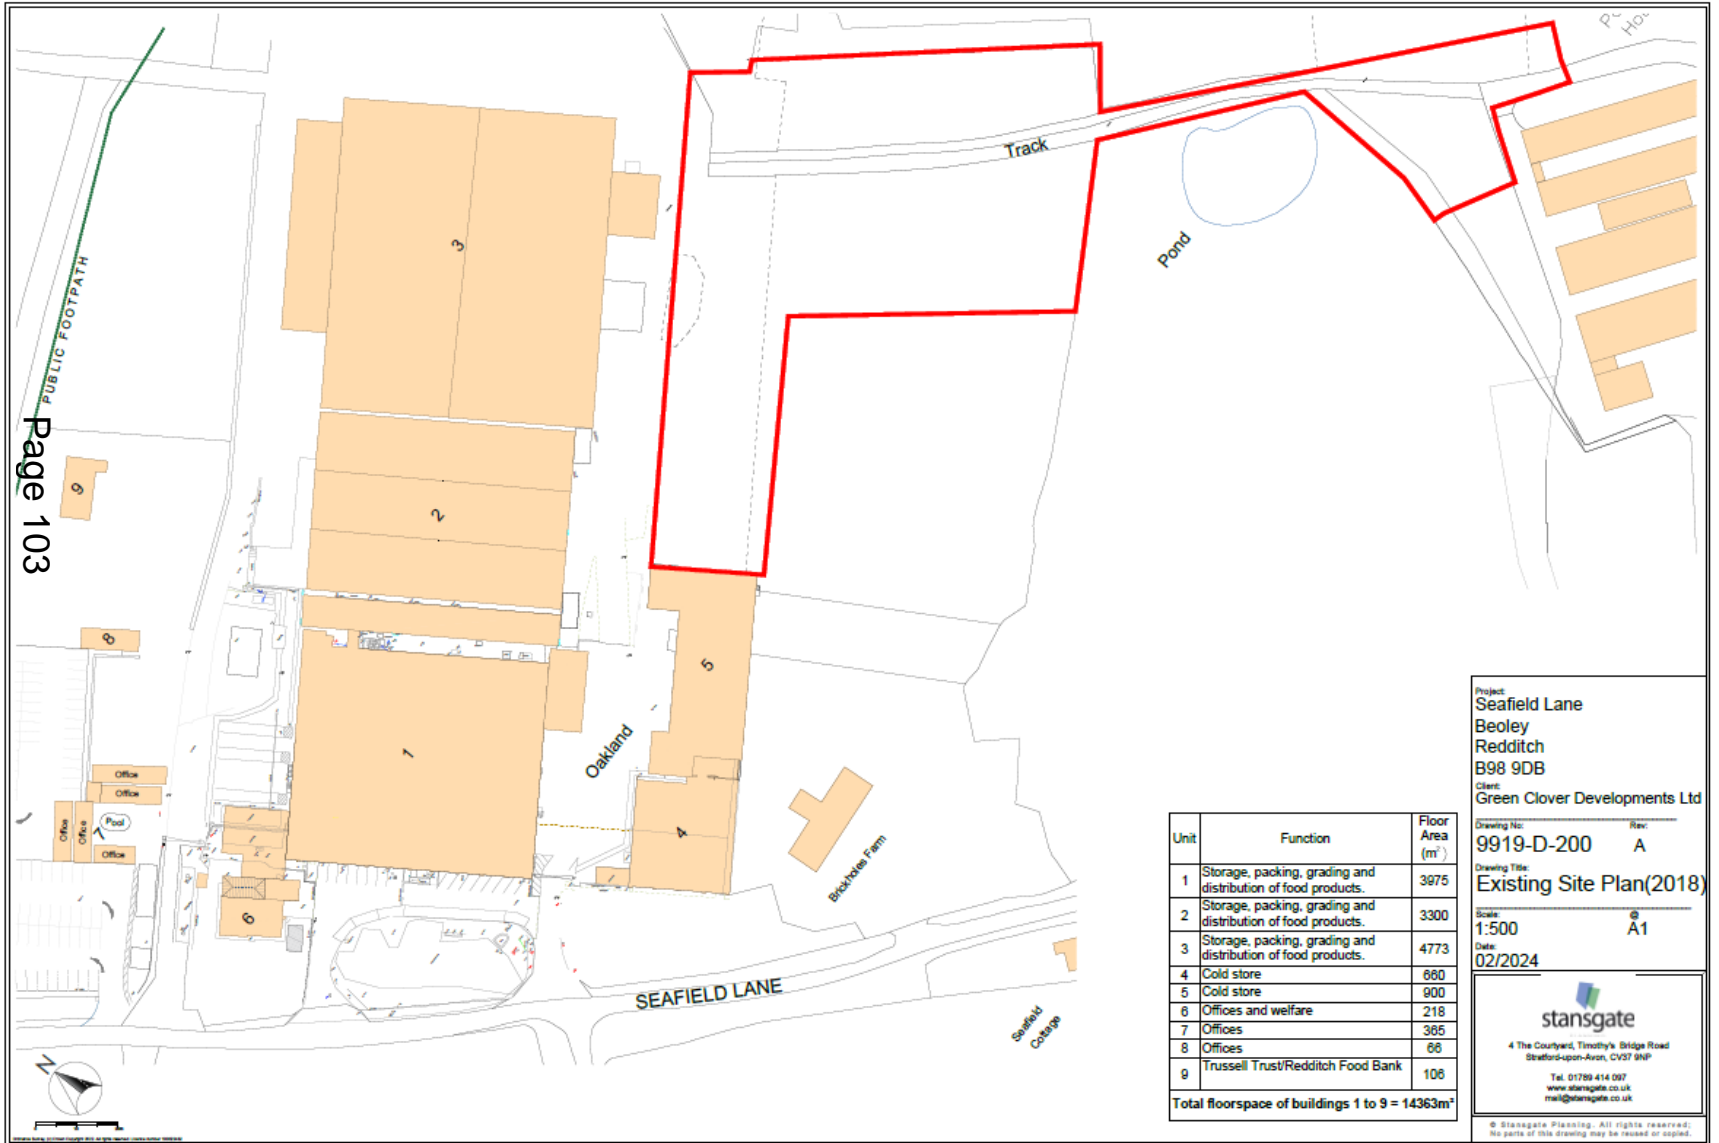 Page 103
PUBLIC FOOTPATH
Track
Pond
3
2
9
8
1
5
4
6
7
Office
Office
Office
Office
Office
Pool
Oakland
Brickholes Farm
SEAFIELD LANE
Seafield
Cottage
N
Unit Function Floor Area (m²)
1 Storage, packing, grading and distribution of food products. 3975
2 Storage, packing, grading and distribution of food products. 3300
3 Storage, packing, grading and distribution of food products. 4773
4 Cold store 660
5 Cold store 900
6 Offices and welfare 218
7 Offices 365
8 Offices 66
9 Trussell Trust/Redditch Food Bank 106
Total floorspace of buildings 1 to 9 = 14363m²
Project:
Seafield Lane
Beoley
Redditch
B98 9DB
Client:
Green Clover Developments Ltd
Drawing No: Rev:
9919-D-200 A
Drawing Title:
Existing Site Plan(2018)
Scale: @
1:500 A1
Date:
02/2024
stansgate
4 The Courtyard, Timothy's Bridge Road
Stratford-upon-Avon, CV37 9NP
Tel. 01789 414 097
www.stansgate.co.uk
mail@stansgate.co.uk
© Stansgate Planning. All rights reserved;
No parts of this drawing may be reused or copied.